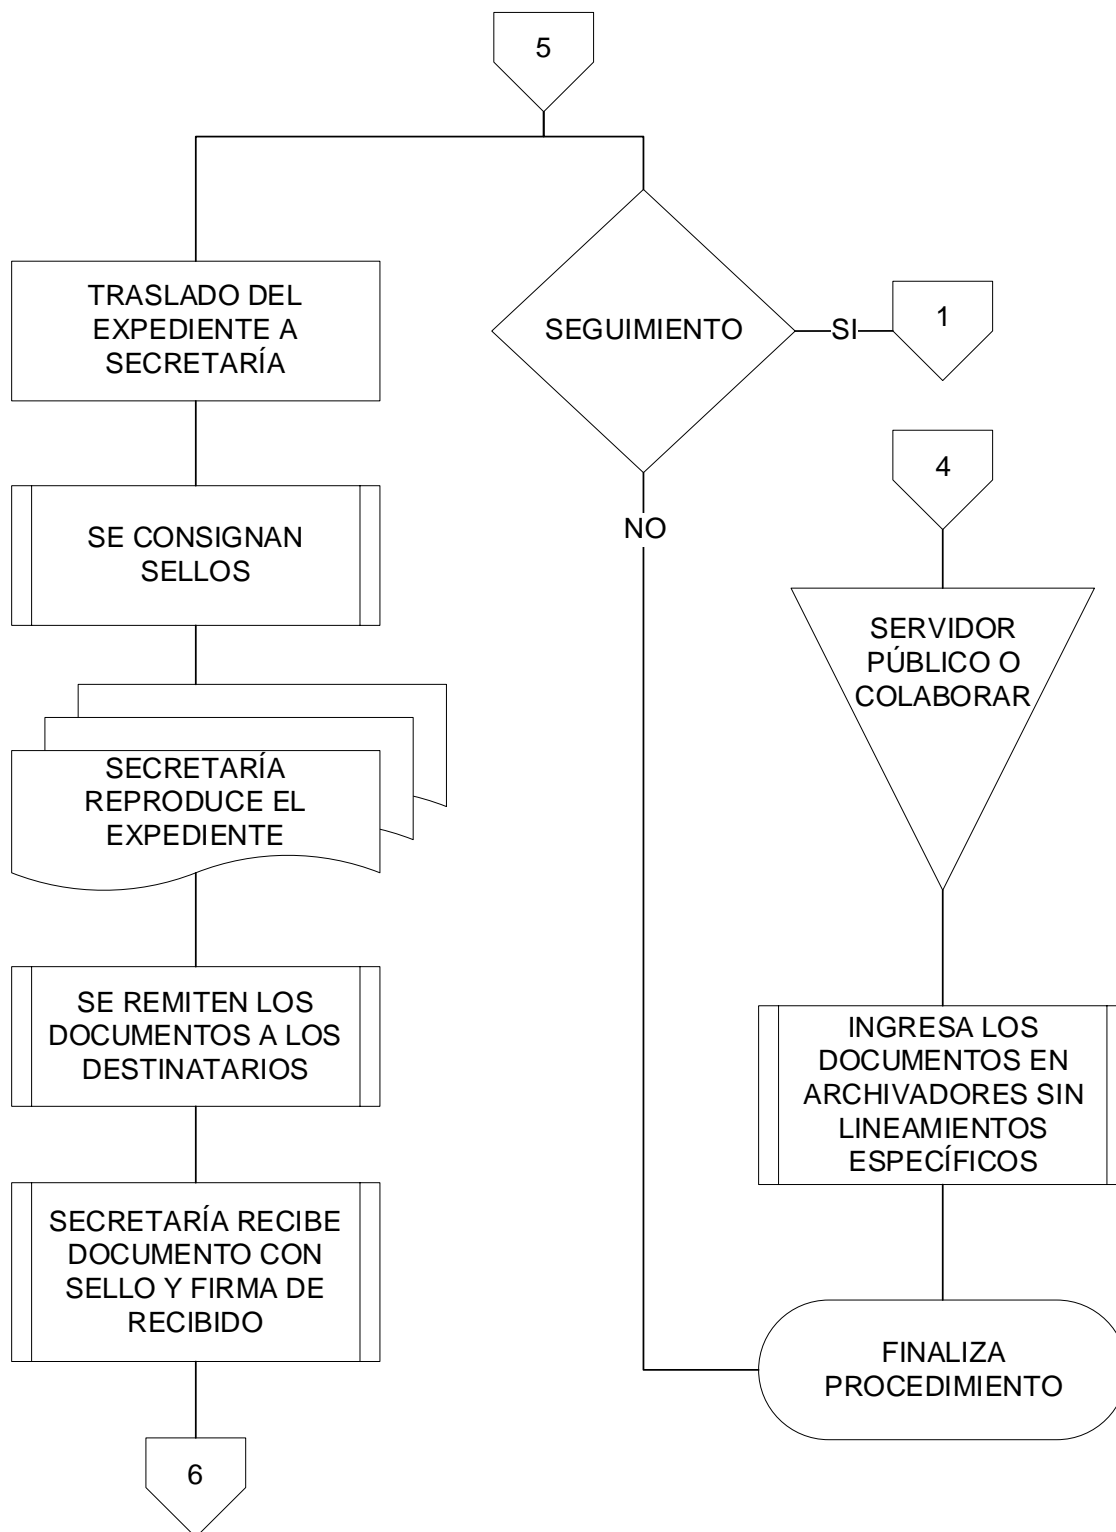 5
TRASLADO DEL
EXPEDIENTE A
SECRETARÍA
SE CONSIGNAN
SELLOS
SECRETARÍA
REPRODUCE EL
EXPEDIENTE
SE REMITEN LOS
DOCUMENTOS A LOS
DESTINATARIOS
SECRETARÍA RECIBE
DOCUMENTO CON
SELLO Y FIRMA DE
RECIBIDO
6
SEGUIMIENTO
SI
1
NO
4
SERVIDOR
PÚBLICO O
COLABORAR
INGRESA LOS
DOCUMENTOS EN
ARCHIVADORES SIN
LINEAMIENTOS
ESPECÍFICOS
FINALIZA
PROCEDIMIENTO